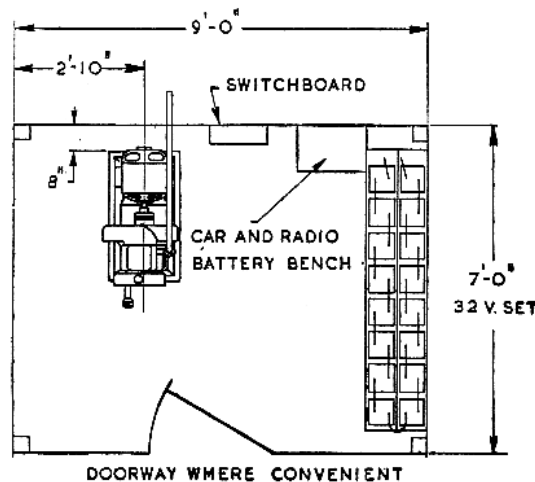 9'-0"
2'-10"
SWITCHBOARD
8"
CAR AND RADIO
BATTERY BENCH
7'-0"
32 V. SET
DOORWAY WHERE CONVENIENT